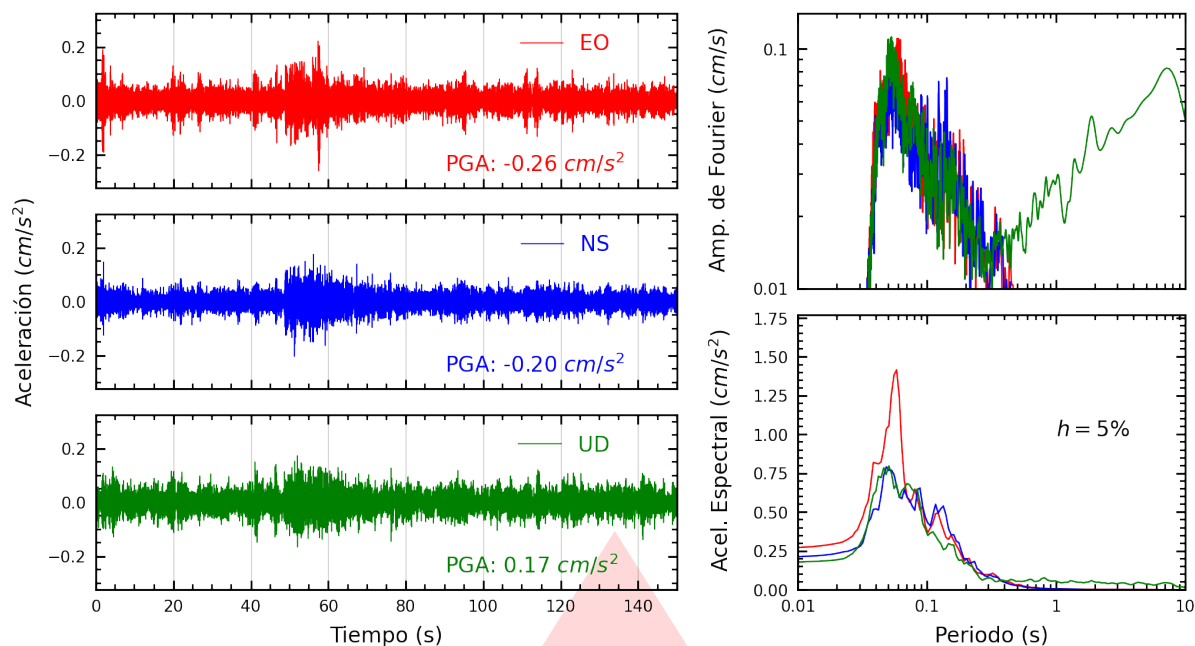 Aceleración (cm/s²)
0.2
0.0
−0.2
EO
PGA: -0.26 cm/s²
0.2
0.0
−0.2
NS
PGA: -0.20 cm/s²
0.2
0.0
−0.2
UD
PGA: 0.17 cm/s²
0 20 40 60 80 100 120 140
Tiempo (s)
Amp. de Fourier (cm/s)
0.1
0.01
Acel. Espectral (cm/s²)
1.75
1.50
1.25
1.00
0.75
0.50
0.25
0.00
h = 5%
0.01 0.1 1 10
Periodo (s)